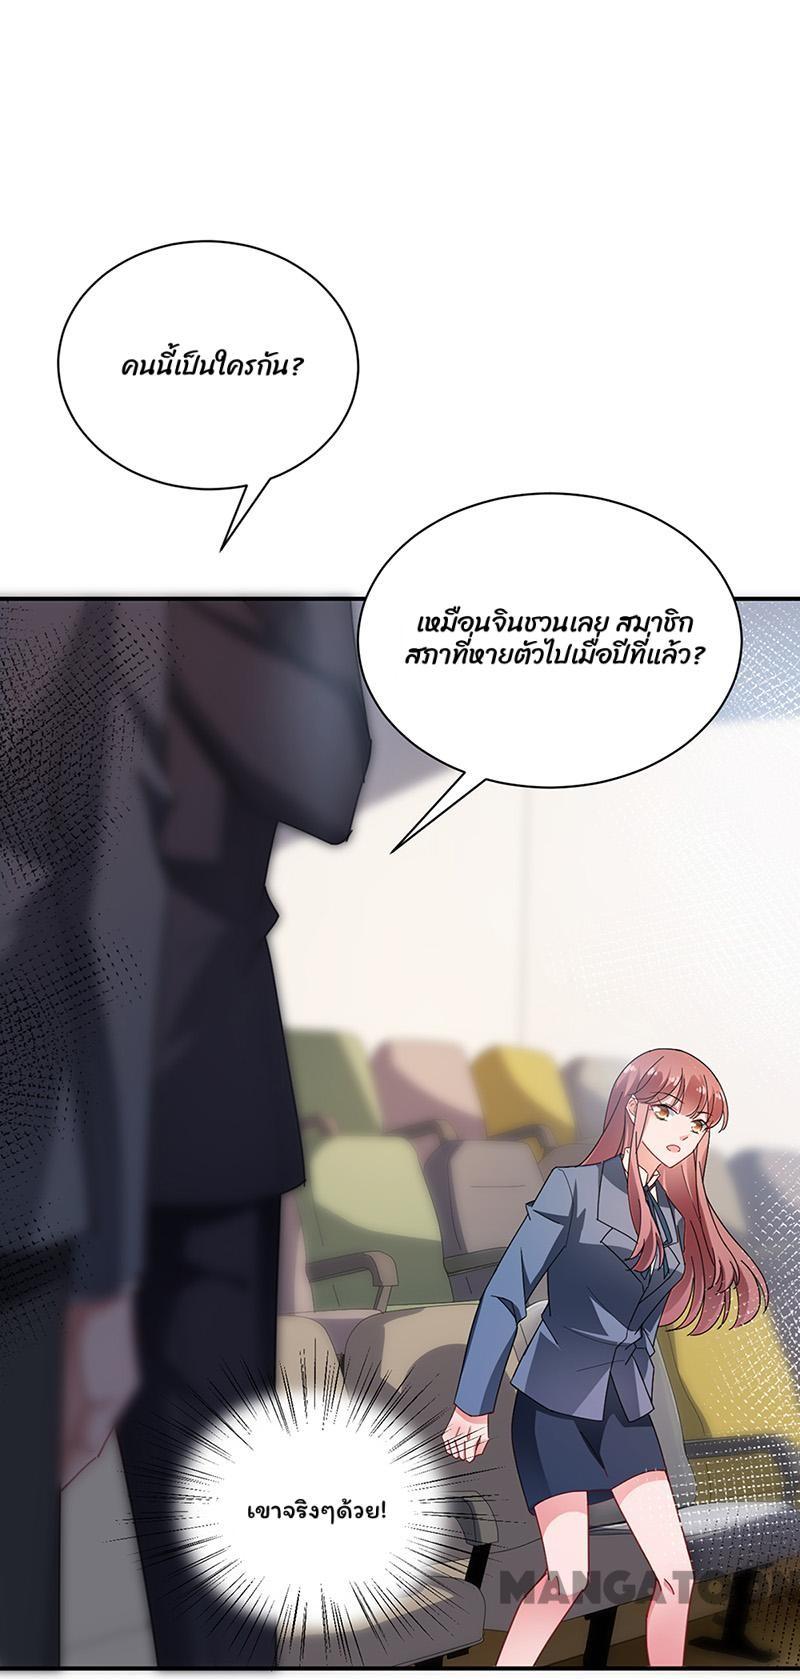 คนนี้เป็นใครกัน?
เหมือนจินชวนเลย สมาชิก
สภาที่หายตัวไปเมื่อปีที่แล้ว?
เขาจริงๆด้วย!
MANGATOON